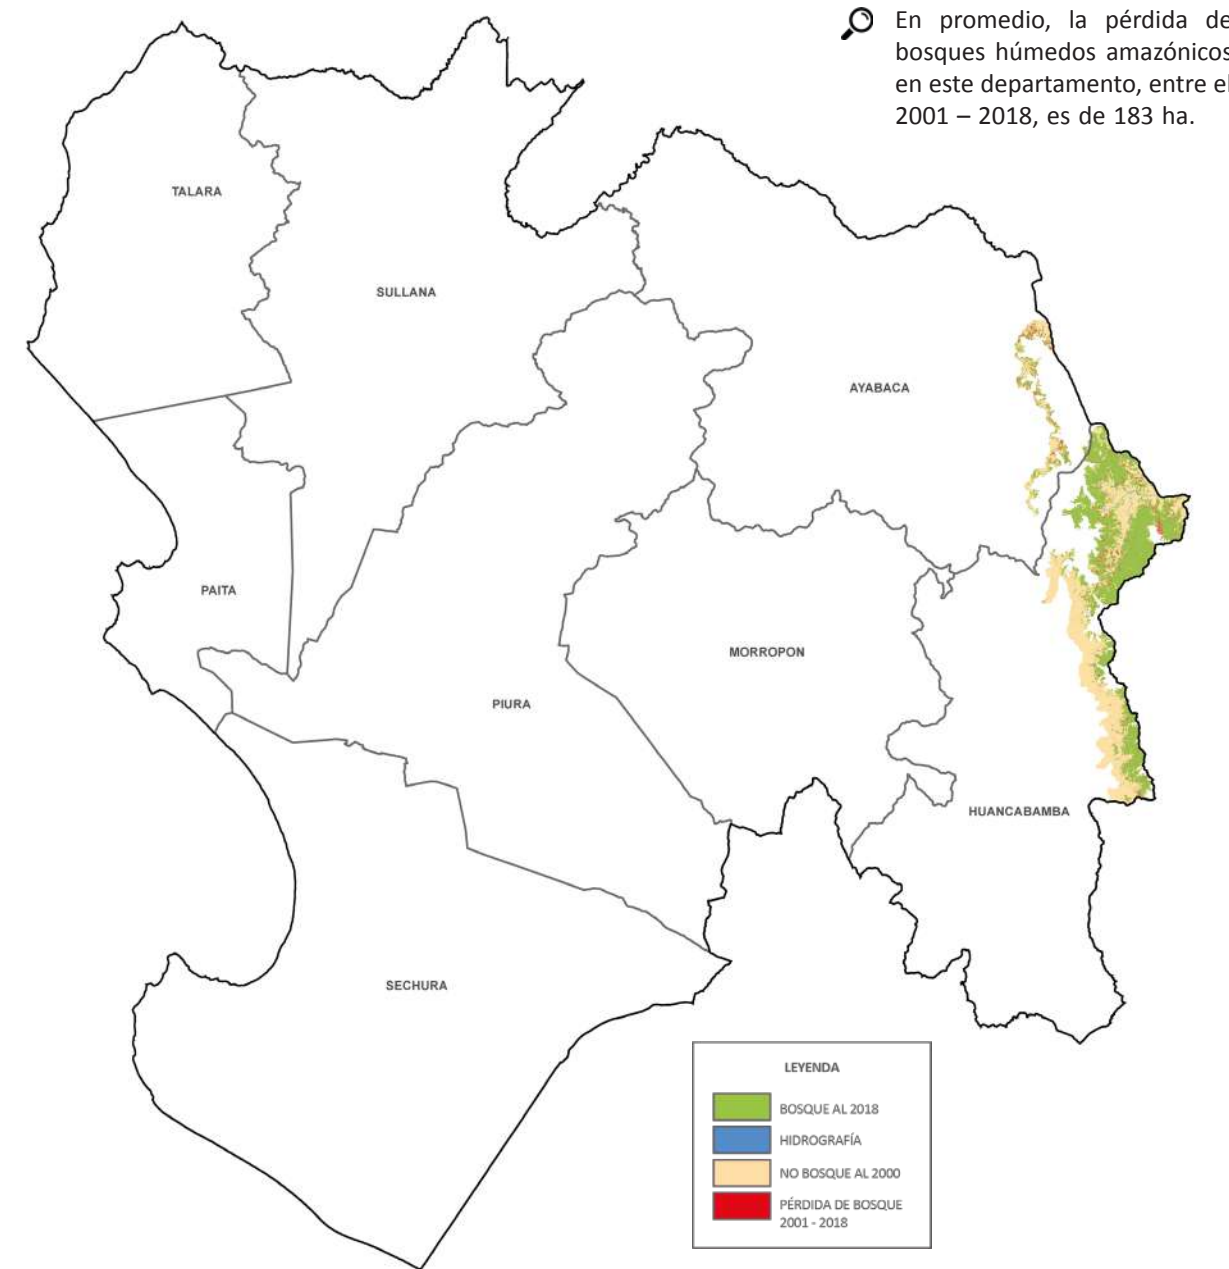 En promedio, la pérdida de
bosques húmedos amazónicos
en este departamento, entre el
2001 – 2018, es de 183 ha.
TALARA
SULLANA
AYABACA
PAITA
MORROPON
PIURA
HUANCABAMBA
SECHURA
LEYENDA
BOSQUE AL 2018
HIDROGRAFÍA
NO BOSQUE AL 2000
PÉRDIDA DE BOSQUE
2001 - 2018